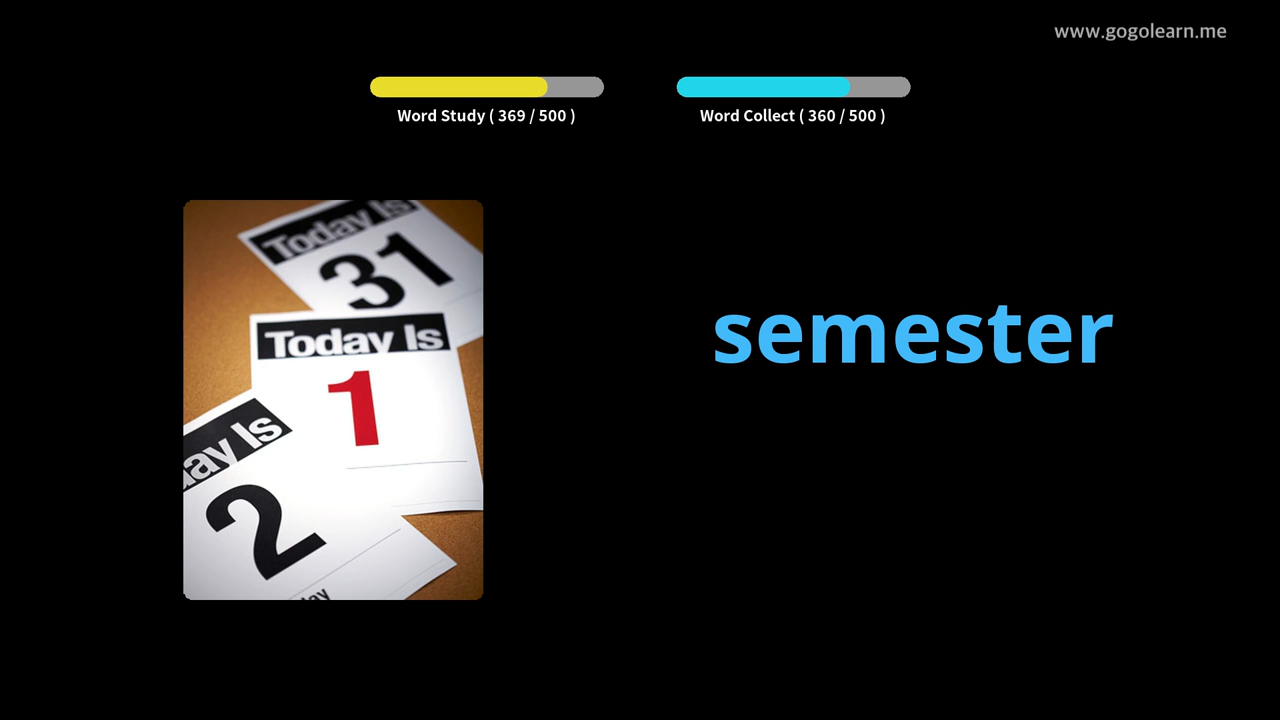 www.gogolearn.me
Word Study ( 369 / 500 )
Word Collect ( 360 / 500 )
Today Is
31
Today Is
1
ay Is
2
day
semester